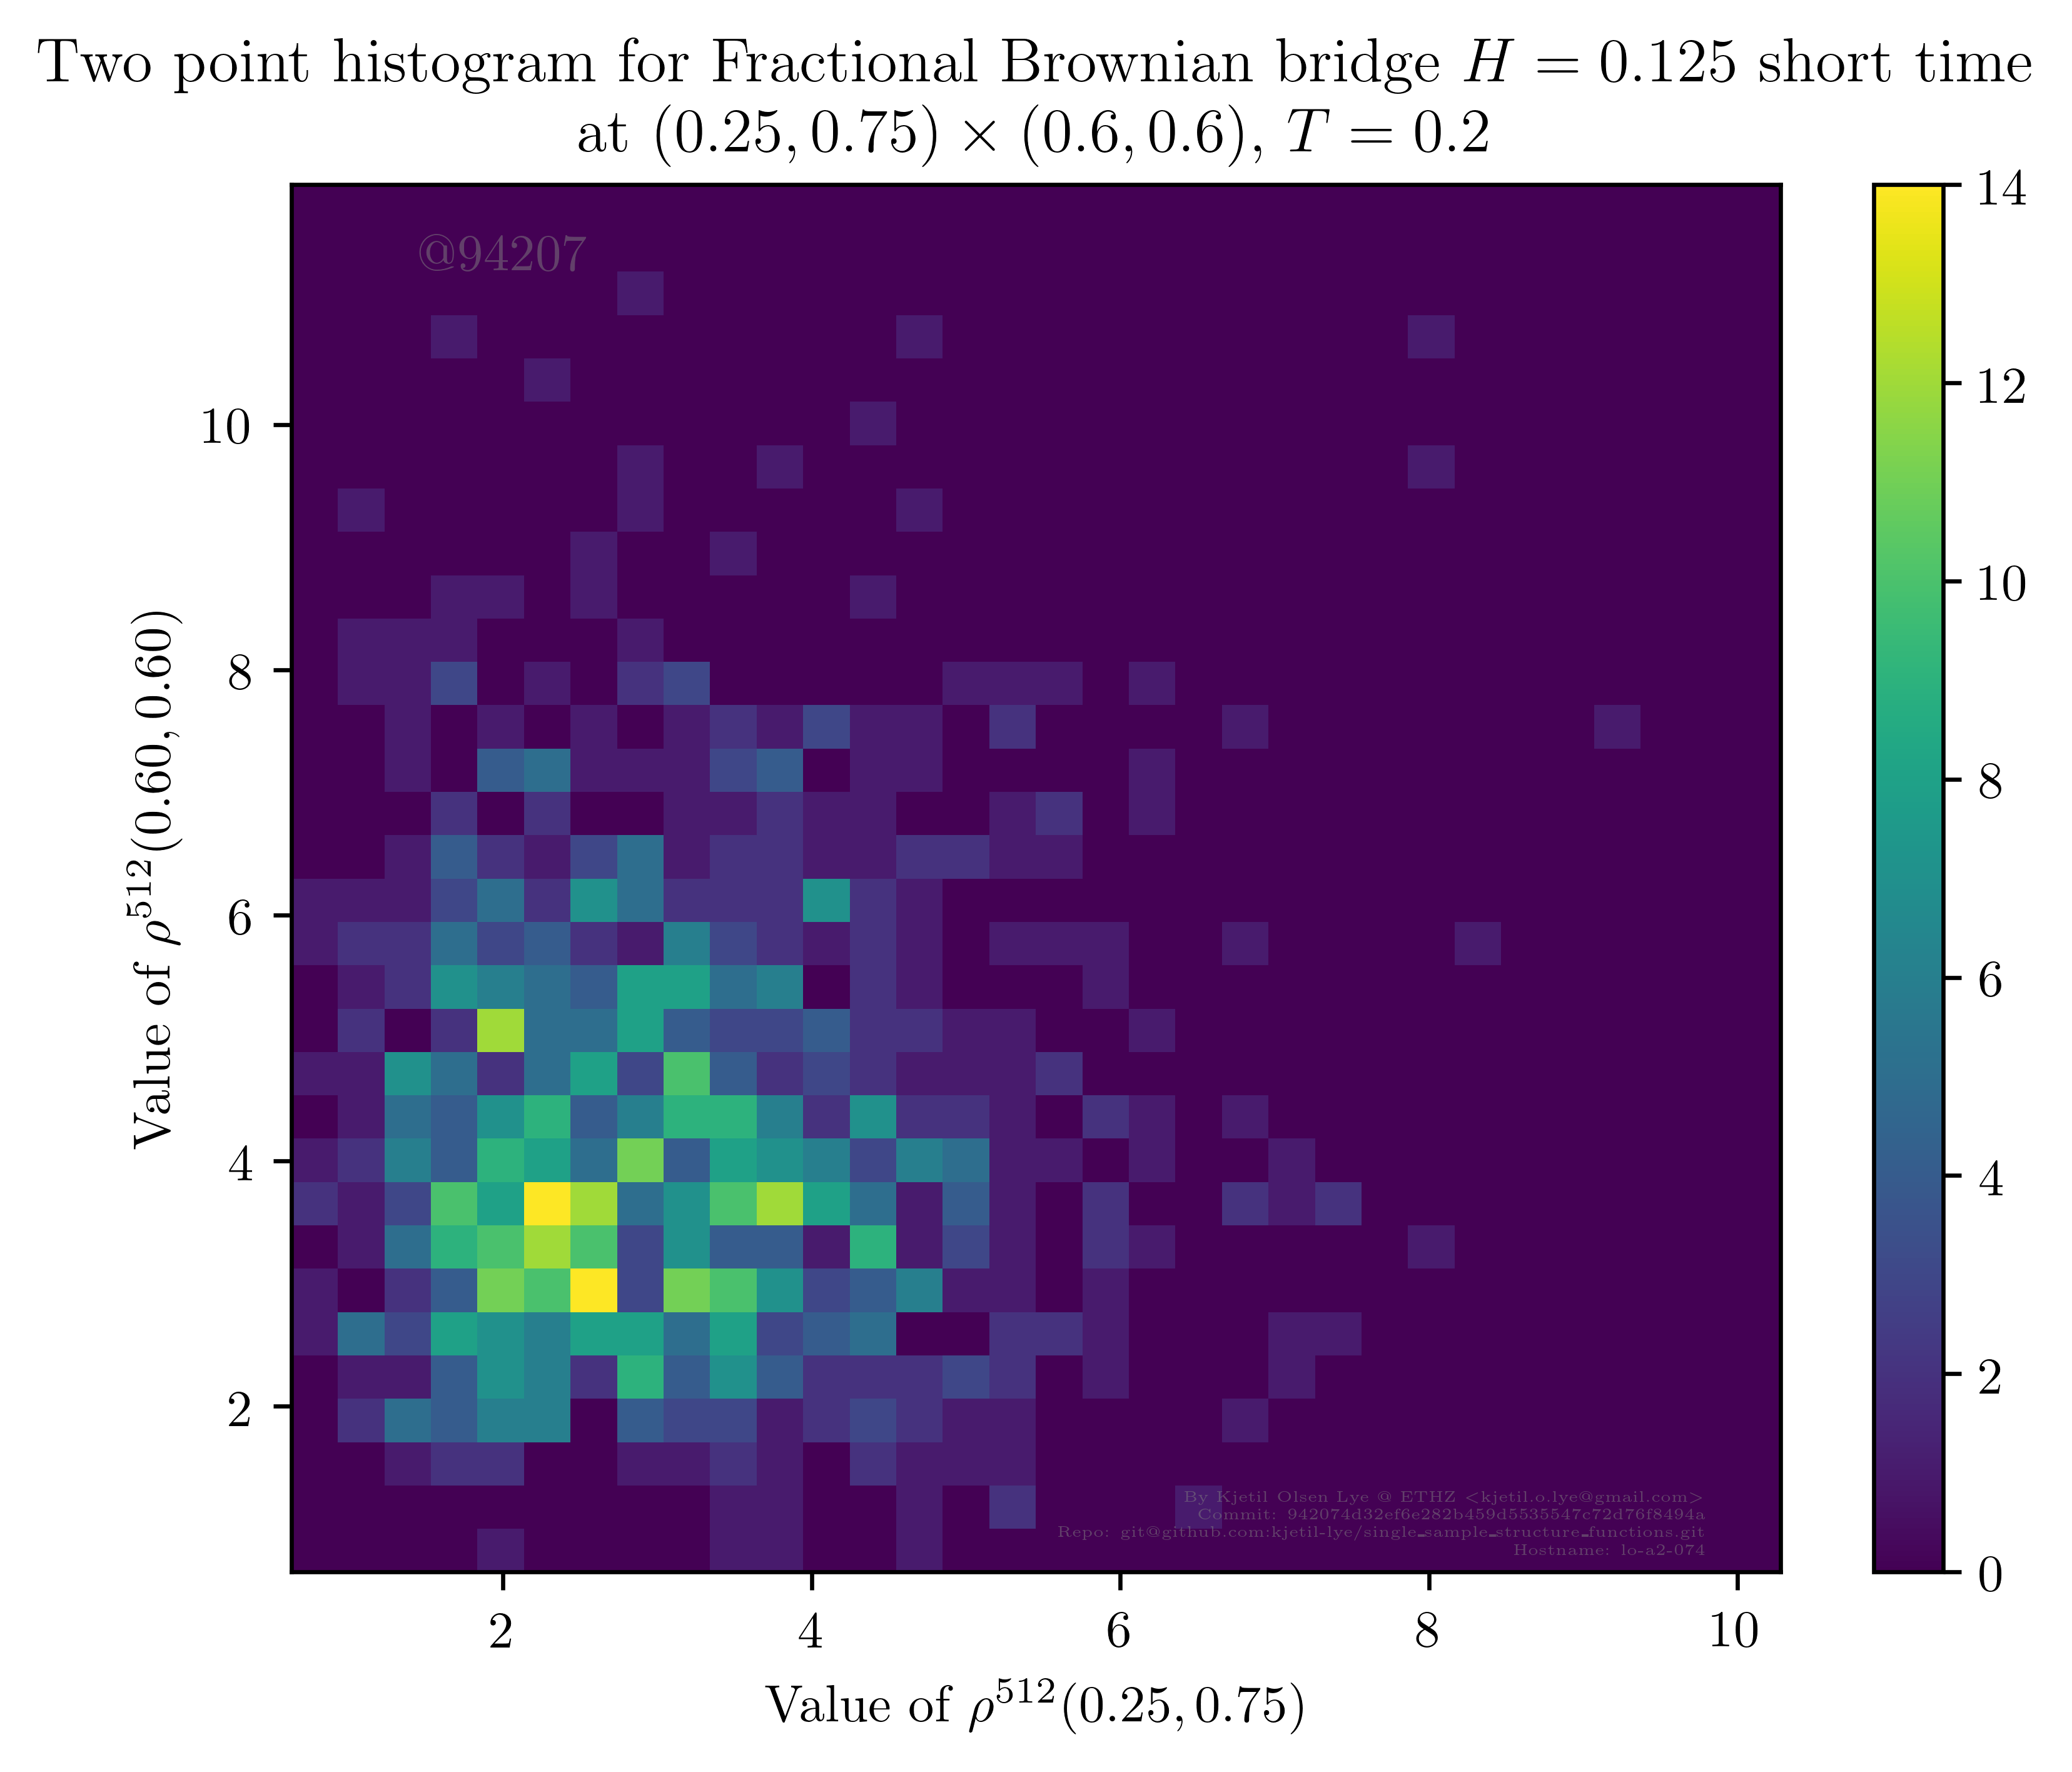 Two point histogram for Fractional Brownian bridge H = 0.125 short time
at (0.25, 0.75) × (0.6, 0.6), T = 0.2
@94207
14
12
10
8
6
4
2
0
10
8
6
4
2
Value of ρ^512(0.60, 0.60)
By Kjetil Olsen Lye @ ETHZ <kjetil.o.lye@gmail.com>
Commit: 942074d32ef6e282b459d5535547c72d76f8494a
Repo: git@github.com:kjetil-lye/single_sample_structure_functions.git
Hostname: lo-a2-074
2 4 6 8 10
Value of ρ^512(0.25, 0.75)